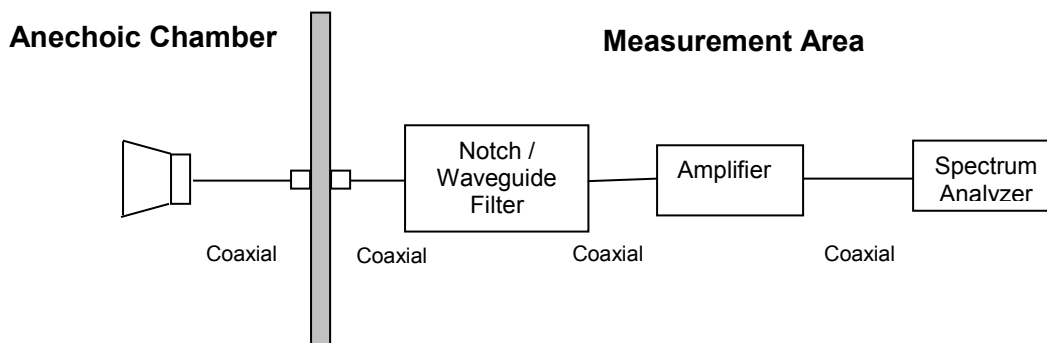 Anechoic Chamber
Measurement Area
Notch /
Waveguide
Filter
Amplifier
Spectrum
Analyzer
Coaxial
Coaxial
Coaxial
Coaxial